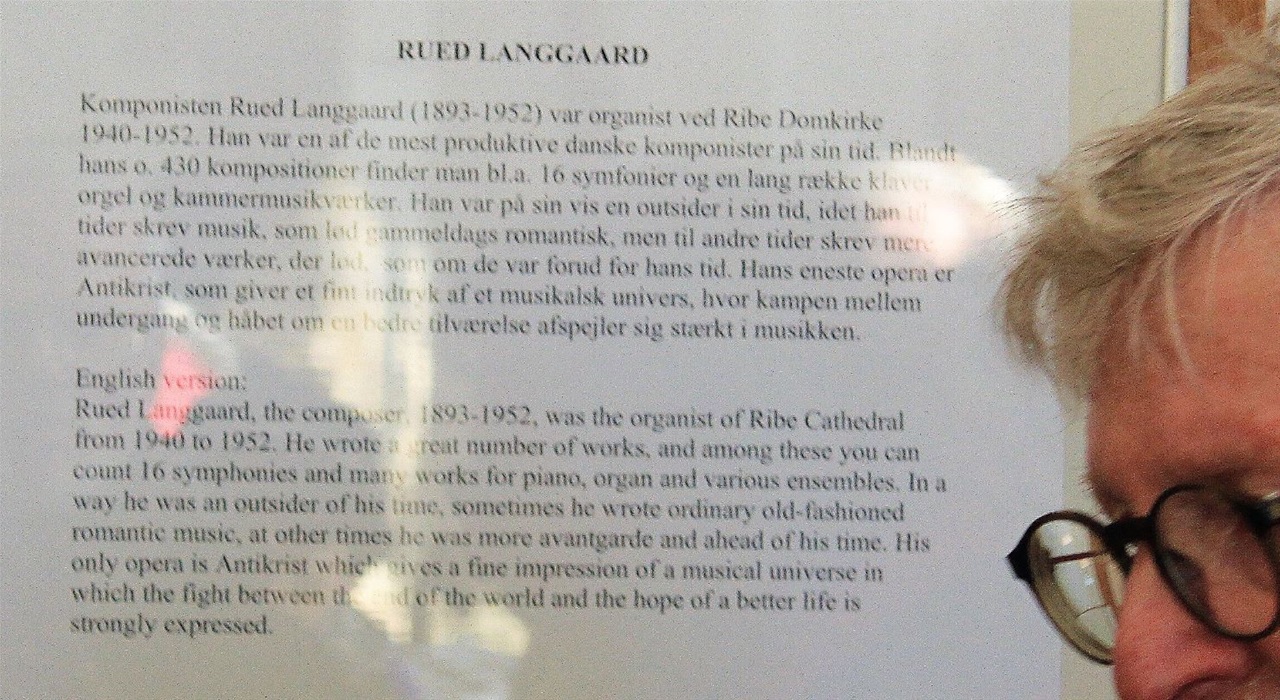 RUED LANGGAARD
Komponisten Rued Langgaard (1893-1952) var organist ved Ribe Domkirke
1940-1952. Han var en af de mest produktive danske komponister på sin tid. Blandt
hans o. 430 kompositioner finder man bl.a. 16 symfonier og en lang række klaver
orgel og kammermusikværker. Han var på sin vis en outsider i sin tid, idet han til
tider skrev musik, som lød gammeldags romantisk, men til andre tider skrev mere
avancerede værker, der lød, som om de var forud for hans tid. Hans eneste opera er
Antikrist, som giver et fint indtryk af et musikalsk univers, hvor kampen mellem
undergang og håbet om en bedre tilværelse afspejler sig stærkt i musikken.
English version:
Rued Langgaard, the composer, 1893-1952, was the organist of Ribe Cathedral
from 1940 to 1952. He wrote a great number of works, and among these you can
count 16 symphonies and many works for piano, organ and various ensembles. In a
way he was an outsider of his time, sometimes he wrote ordinary old-fashioned
romantic music, at other times he was more avantgarde and ahead of his time. His
only opera is Antikrist which gives a fine impression of a musical universe in
which the fight between the end of the world and the hope of a better life is
strongly expressed.